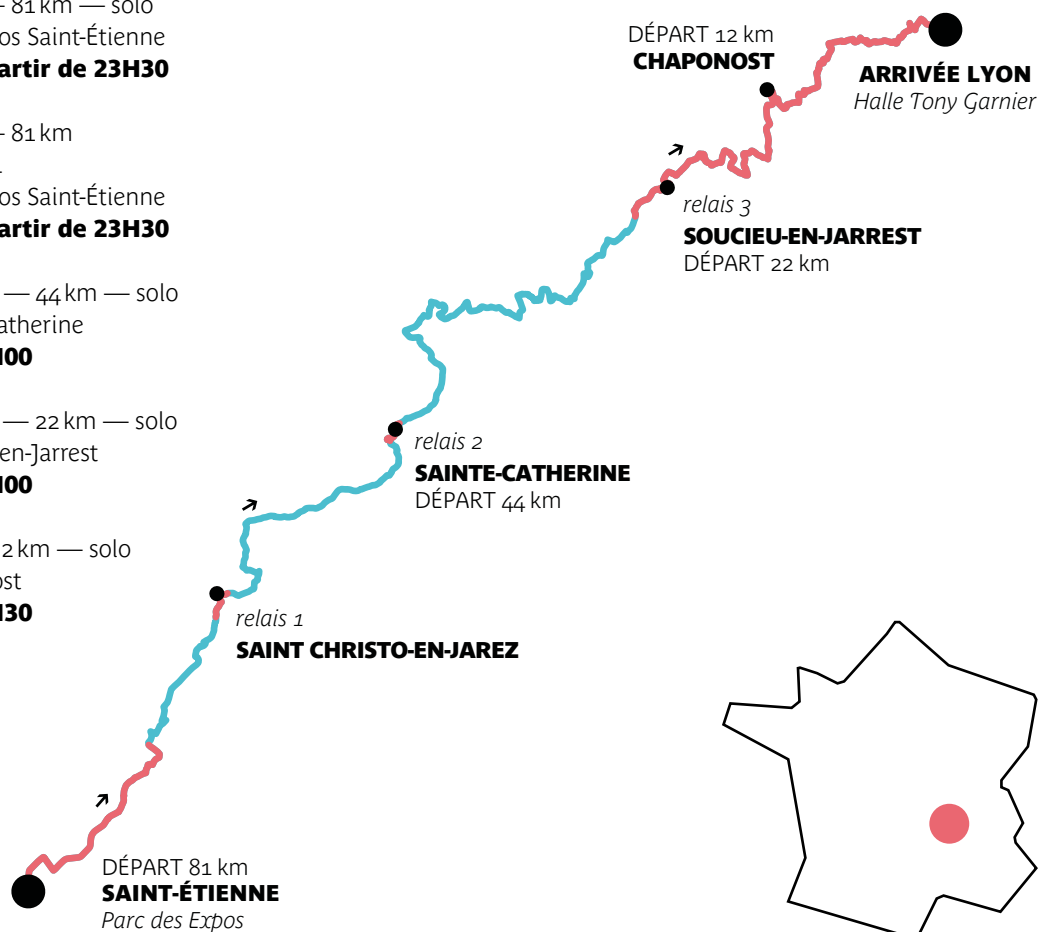 81 km — solo
os Saint-Étienne
artir de 23H30
81 km
os Saint-Étienne
artir de 23H30
— 44 km — solo
atherine
H00
— 22 km — solo
en-Jarrest
H00
2 km — solo
ost
H30
DÉPART 12 km
CHAPONOST
ARRIVÉE LYON
Halle Tony Garnier
relais 3
SOUCIEU-EN-JARREST
DÉPART 22 km
relais 2
SAINTE-CATHERINE
DÉPART 44 km
relais 1
SAINT CHRISTO-EN-JAREZ
DÉPART 81 km
SAINT-ÉTIENNE
Parc des Expos